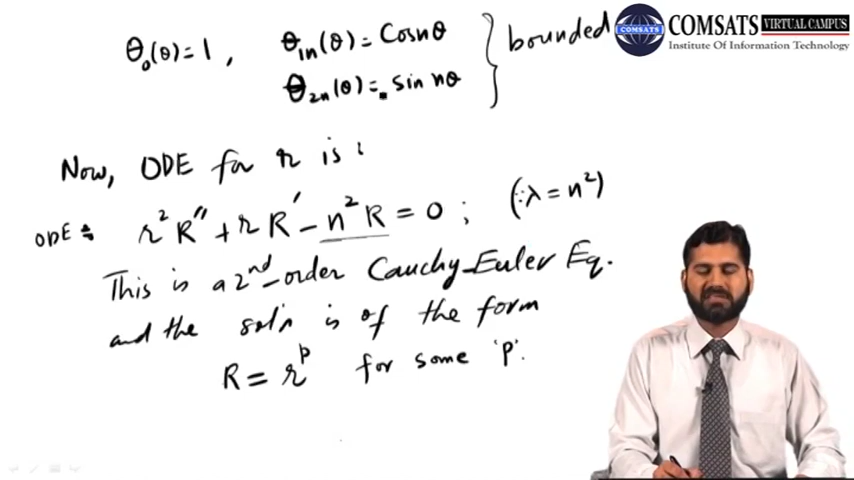 θ₀(θ)=1, θ₁ₙ(θ)=Cosnθ
θ₂ₙ(θ)=sin nθ } bounded
COMSATS VIRTUAL CAMPUS
Institute Of Information Technology
COMSATS
Now, ODE for r is :
ODE: r²R″ + rR′ − n²R = 0 ; (∵λ = n²)
This is a 2nd-order Cauchy-Euler Eq.
and the sol'n is of the form
R = r^p for some 'p'.